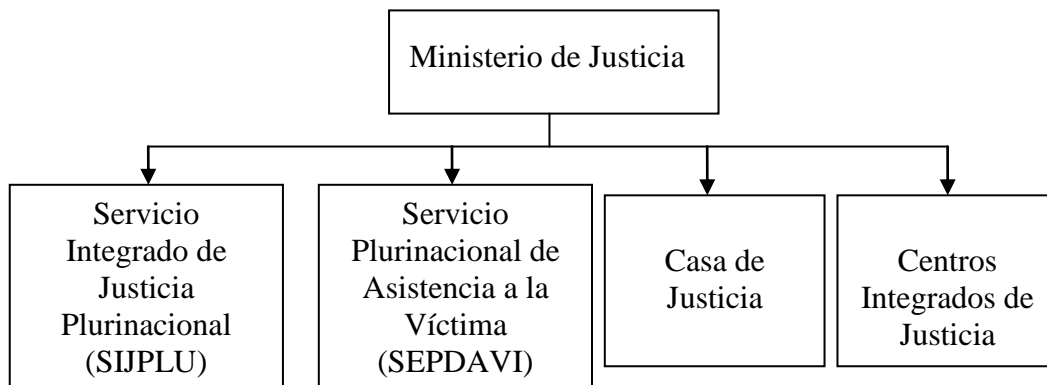 Ministerio de Justicia
Servicio
Integrado de
Justicia
Plurinacional
(SIJPLU)
Servicio
Plurinacional de
Asistencia a la
Víctima
(SEPDAVI)
Casa de
Justicia
Centros
Integrados de
Justicia